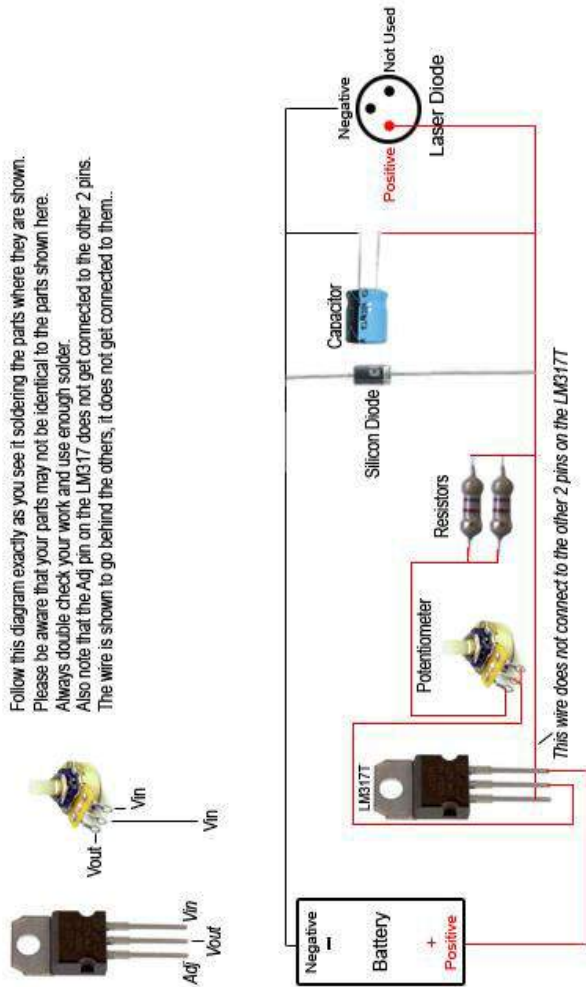 Follow this diagram exactly as you see it soldering the parts where they are shown.
Please be aware that your parts may not be identical to the parts shown here.
Always double check your work and use enough solder.
Also note that the Adj pin on the LM317 does not get connected to the other 2 pins.
The wire is shown to go behind the others, it does not get connected to them..
Adj
Vout
Vin
Vout
Vin
Vin
Negative
Battery
+
Positive
LM317T
Potentiometer
Resistors
Silicon Diode
Capacitor
Negative
Not Used
Positive
Laser Diode
This wire does not connect to the other 2 pins on the LM317T